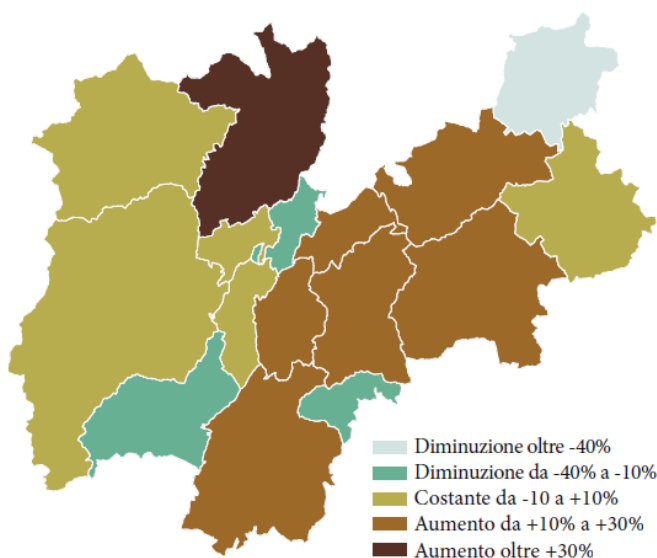 Diminuzione oltre -40%
Diminuzione da -40% a -10%
Costante da -10 a +10%
Aumento da +10% a +30%
Aumento oltre +30%